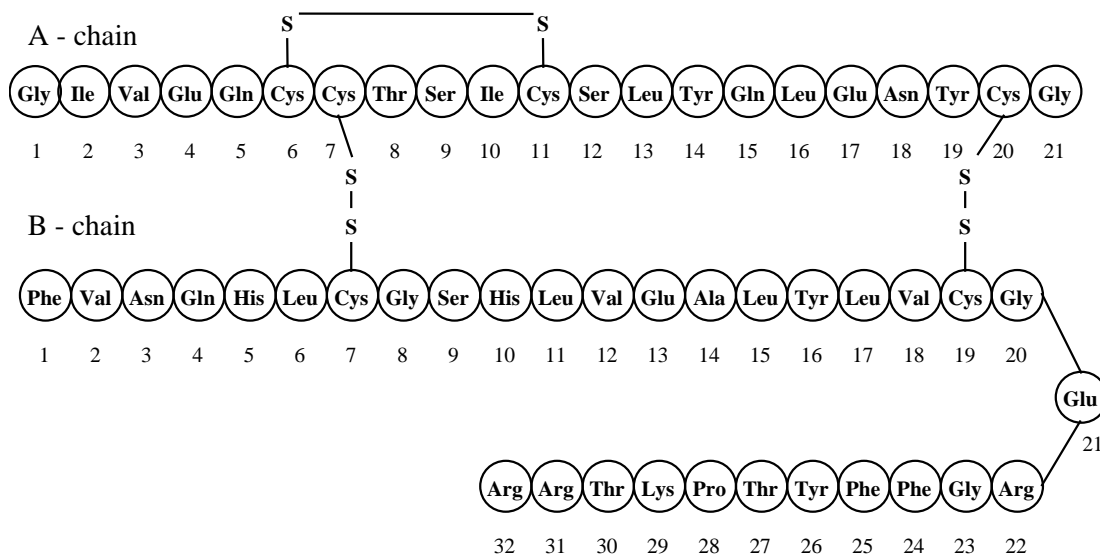 S S
A - chain
Gly Ile Val Glu Gln Cys Cys Thr Ser Ile Cys Ser Leu Tyr Gln Leu Glu Asn Tyr Cys Gly
1 2 3 4 5 6 7 8 9 10 11 12 13 14 15 16 17 18 19 20 21
S S
S S
B - chain
Phe Val Asn Gln His Leu Cys Gly Ser His Leu Val Glu Ala Leu Tyr Leu Val Cys Gly
1 2 3 4 5 6 7 8 9 10 11 12 13 14 15 16 17 18 19 20
Glu
21
Arg Arg Thr Lys Pro Thr Tyr Phe Phe Gly Arg
32 31 30 29 28 27 26 25 24 23 22